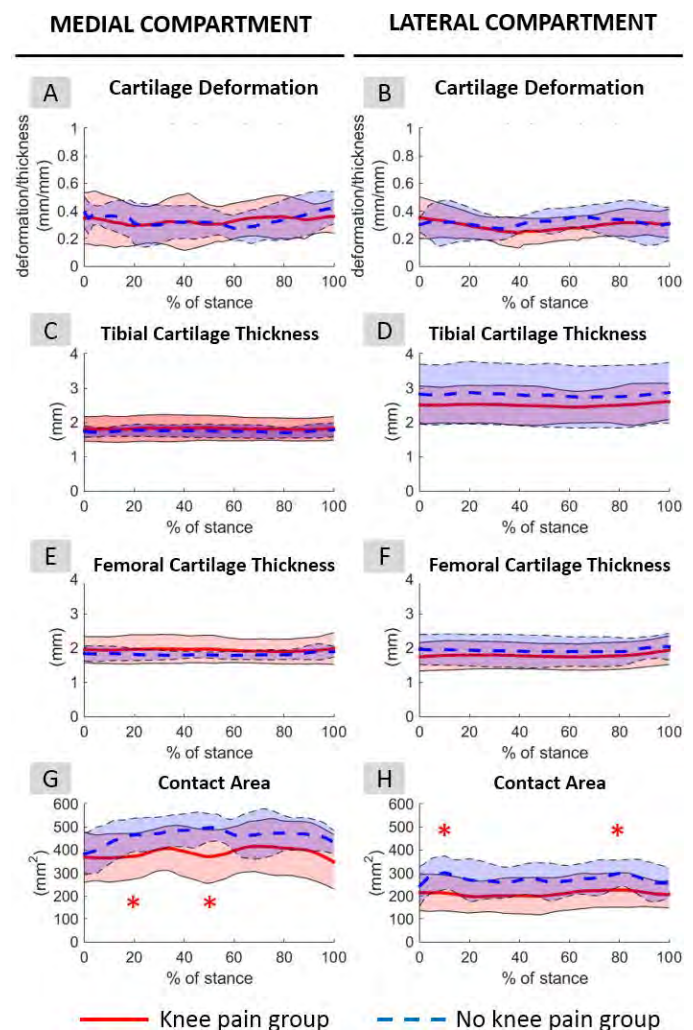 MEDIAL COMPARTMENT
LATERAL COMPARTMENT
A
Cartilage Deformation
deformation/thickness
(mm/mm)
1
0.8
0.6
0.4
0.2
0
0 20 40 60 80 100
% of stance
B
Cartilage Deformation
deformation/thickness
(mm/mm)
1
0.8
0.6
0.4
0.2
0
0 20 40 60 80 100
% of stance
C
Tibial Cartilage Thickness
(mm)
4
3
2
1
0
0 20 40 60 80 100
% of stance
D
Tibial Cartilage Thickness
(mm)
4
3
2
1
0
0 20 40 60 80 100
% of stance
E
Femoral Cartilage Thickness
(mm)
4
3
2
1
0
0 20 40 60 80 100
% of stance
F
Femoral Cartilage Thickness
(mm)
4
3
2
1
0
0 20 40 60 80 100
% of stance
G
Contact Area
(mm²)
600
500
400
300
200
100
0
0 20 40 60 80 100
% of stance
* *
H
Contact Area
(mm²)
600
500
400
300
200
100
0
0 20 40 60 80 100
% of stance
* *
Knee pain group
No knee pain group